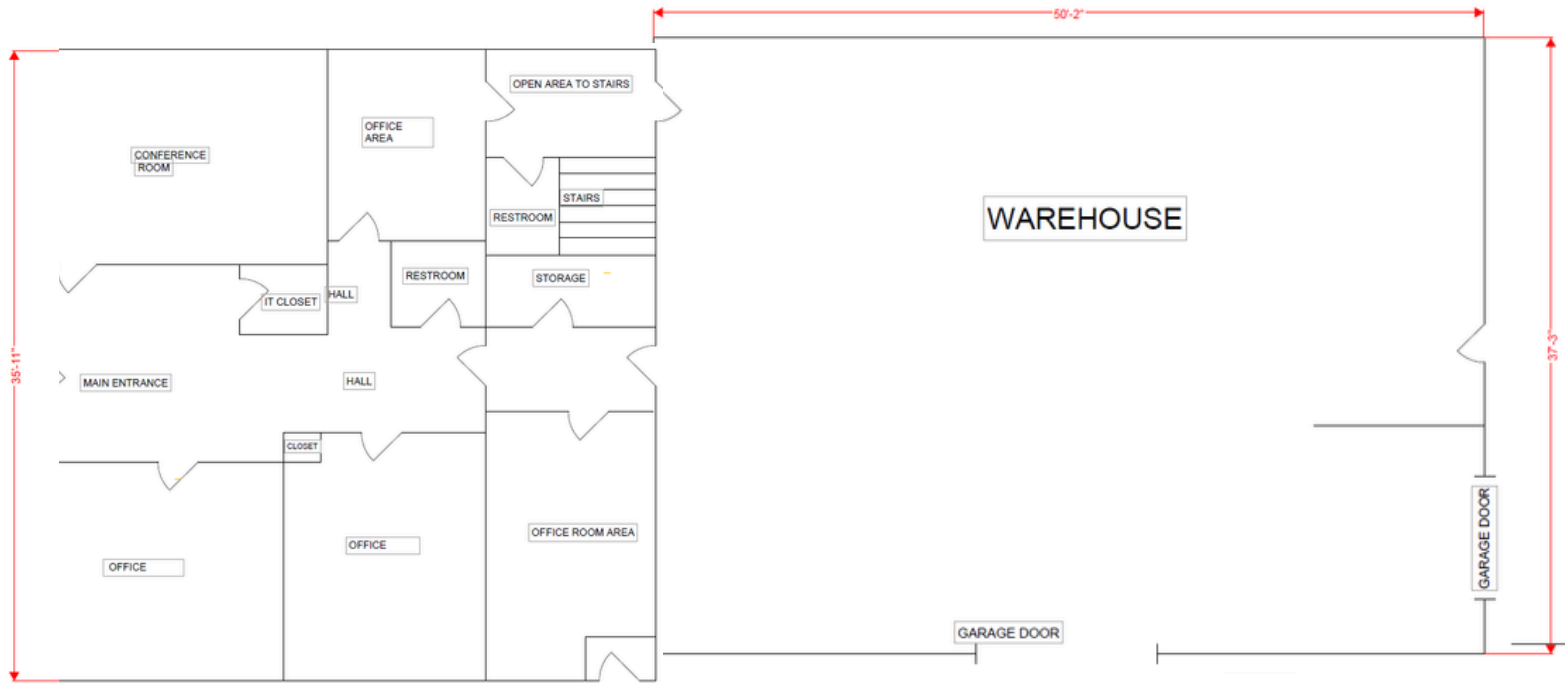 50'-2"
OPEN AREA TO STAIRS
OFFICE
AREA
CONFERENCE
ROOM
STAIRS
RESTROOM
WAREHOUSE
RESTROOM
STORAGE
IT CLOSET
HALL
35'-11"
37'-3"
MAIN ENTRANCE
HALL
CLOSET
OFFICE ROOM AREA
OFFICE
OFFICE
GARAGE DOOR
GARAGE DOOR